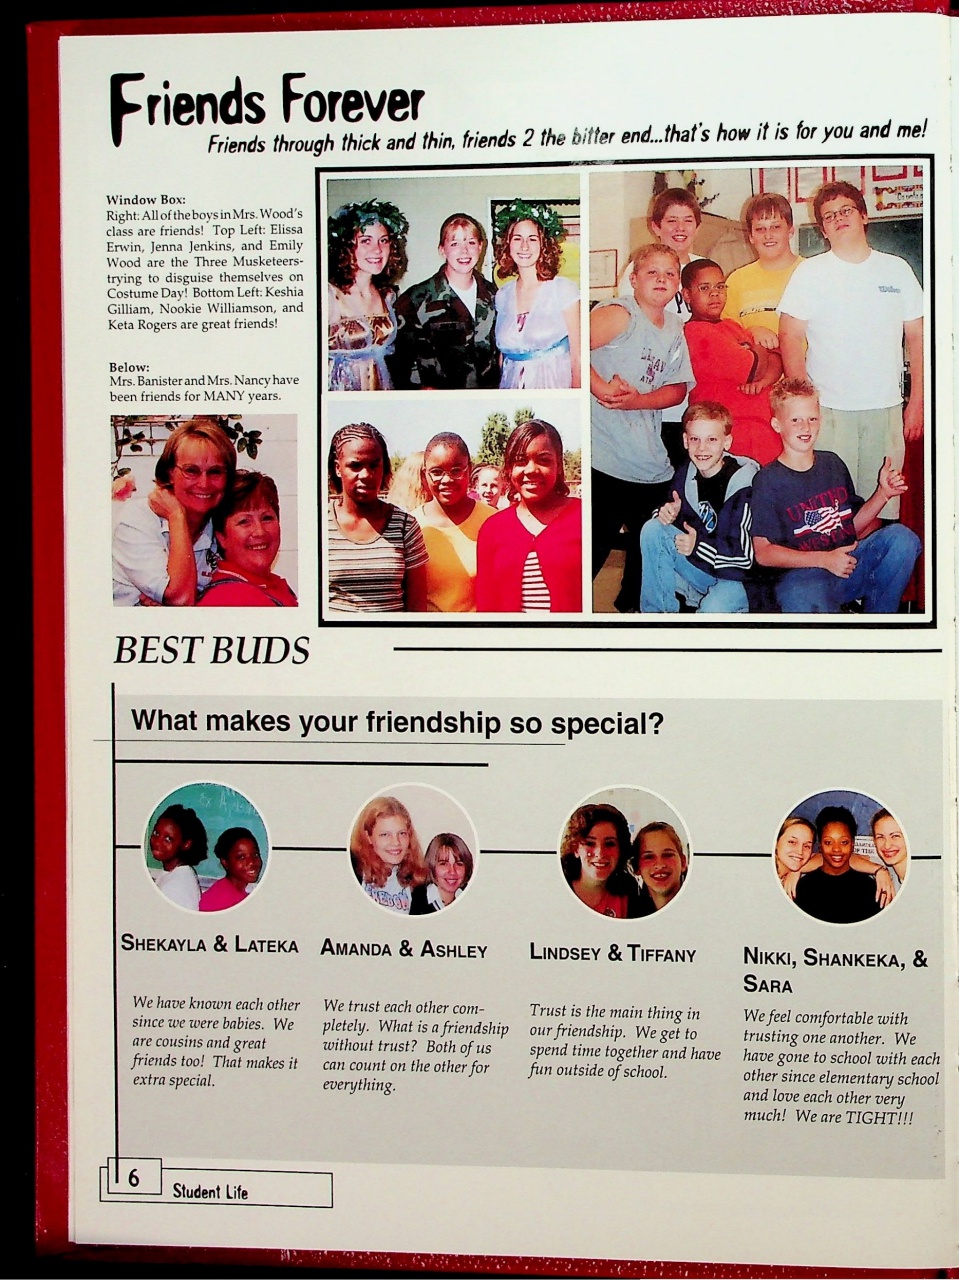 Friends Forever
Friends through thick and thin, friends 2 the bitter end...that's how it is for you and me!
Window Box:
Right: All of the boys in Mrs. Wood's
class are friends! Top Left: Elissa
Erwin, Jenna Jenkins, and Emily
Wood are the Three Musketeers-
trying to disguise themselves on
Costume Day! Bottom Left: Keshia
Gilliam, Nookie Williamson, and
Keta Rogers are great friends!
Below:
Mrs. Banister and Mrs. Nancy have
been friends for MANY years.
UNITED
BEST BUDS
What makes your friendship so special?
SHEKAYLA & LATEKA
We have known each other
since we were babies. We
are cousins and great
friends too! That makes it
extra special.
AMANDA & ASHLEY
We trust each other com-
pletely. What is a friendship
without trust? Both of us
can count on the other for
everything.
LINDSEY & TIFFANY
Trust is the main thing in
our friendship. We get to
spend time together and have
fun outside of school.
NIKKI, SHANKEKA, &
SARA
We feel comfortable with
trusting one another. We
have gone to school with each
other since elementary school
and love each other very
much! We are TIGHT!!!
6
Student Life